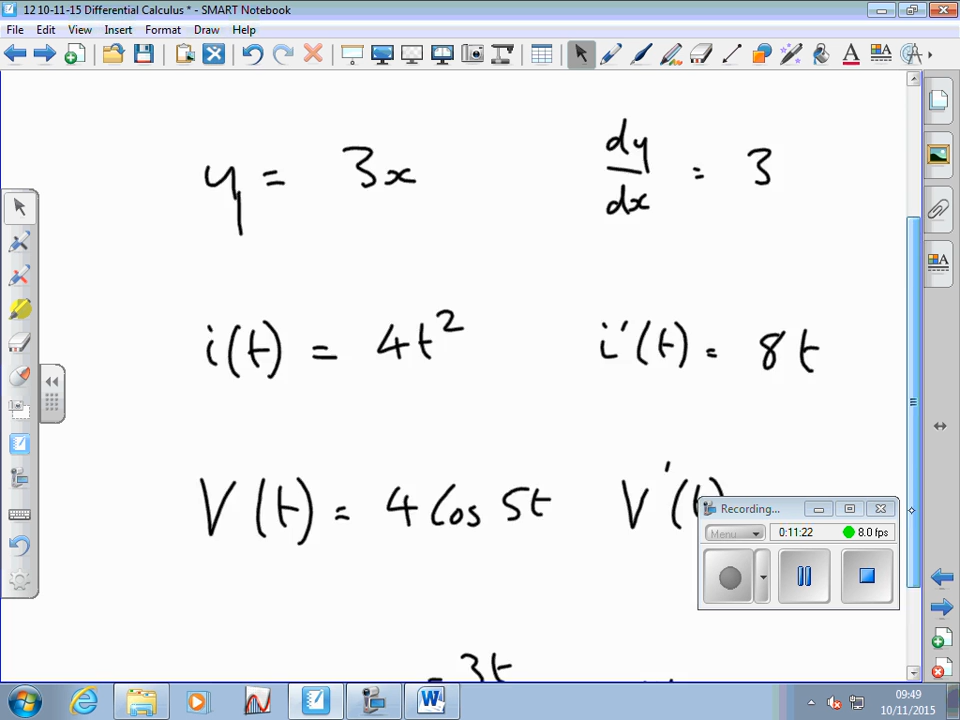 12 10-11-15 Differential Calculus * - SMART Notebook
File Edit View Insert Format Draw Help
y = 3x dy/dx = 3
i(t) = 4t² i'(t) = 8t
V(t) = 4 Cos 5t V'(t)
Recording...
Menu 0:11:22 8.0 fps
3t
09:49
10/11/2015